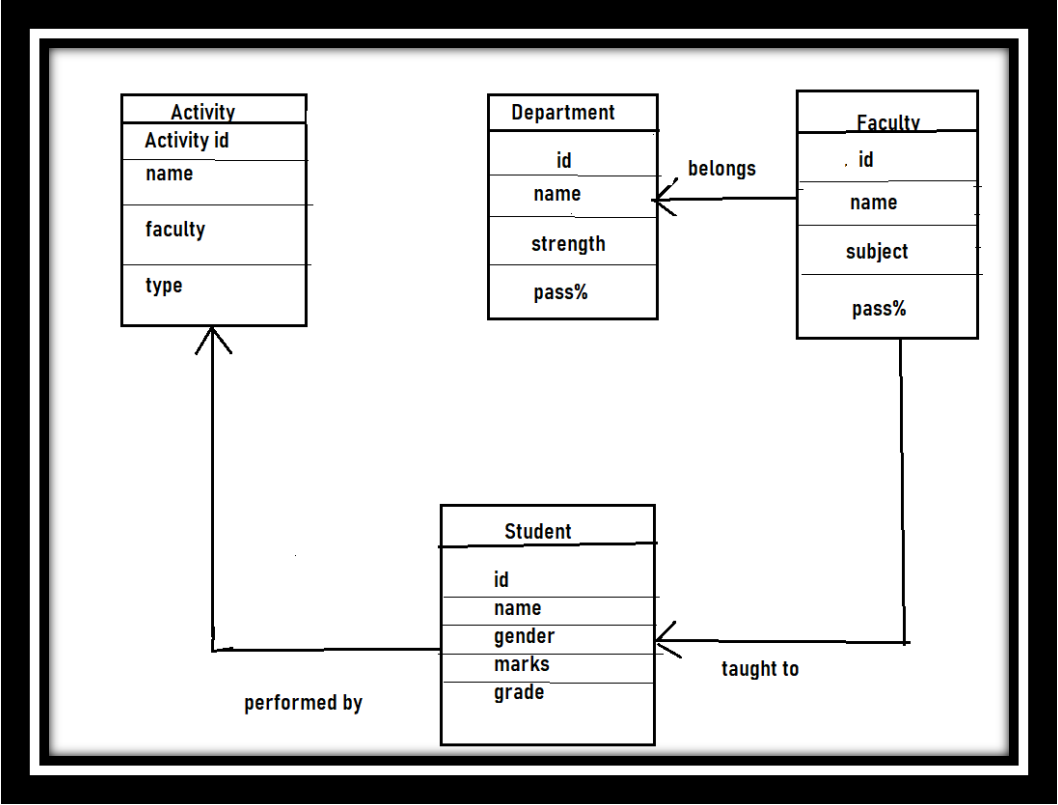 Activity
Activity id
name
faculty
type
Department
id
name
strength
pass%
belongs
Faculty
id
name
subject
pass%
Student
id
name
gender
marks
grade
taught to
performed by